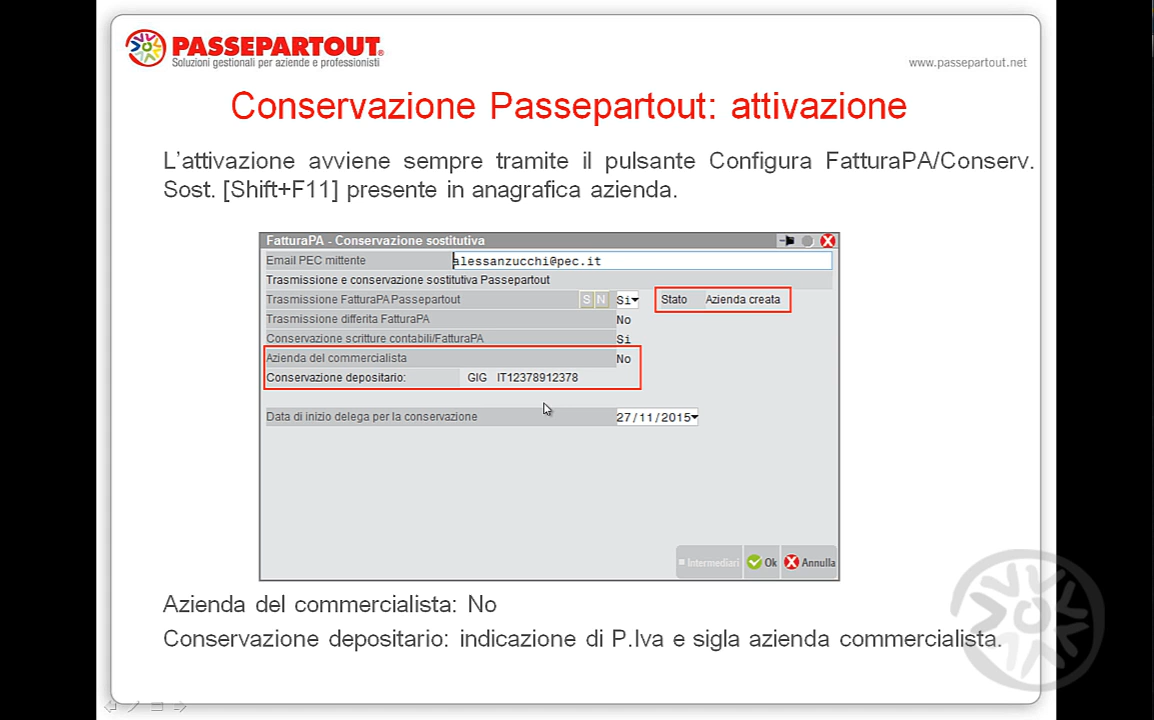 PASSEPARTOUT®
Soluzioni gestionali per aziende e professionisti
www.passepartout.net
Conservazione Passepartout: attivazione
L’attivazione avviene sempre tramite il pulsante Configura FatturaPA/Conserv.
Sost. [Shift+F11] presente in anagrafica azienda.
FatturaPA - Conservazione sostitutiva
Email PEC mittente alessanzucchi@pec.it
Trasmissione e conservazione sostitutiva Passepartout
Trasmissione FatturaPA Passepartout S N Si Stato Azienda creata
Trasmissione differita FatturaPA No
Conservazione scritture contabili/FatturaPA Si
Azienda del commercialista No
Conservazione depositario: GIG IT12378912378
Data di inizio delega per la conservazione 27/11/2015
Intermediari Ok Annulla
Azienda del commercialista: No
Conservazione depositario: indicazione di P.Iva e sigla azienda commercialista.